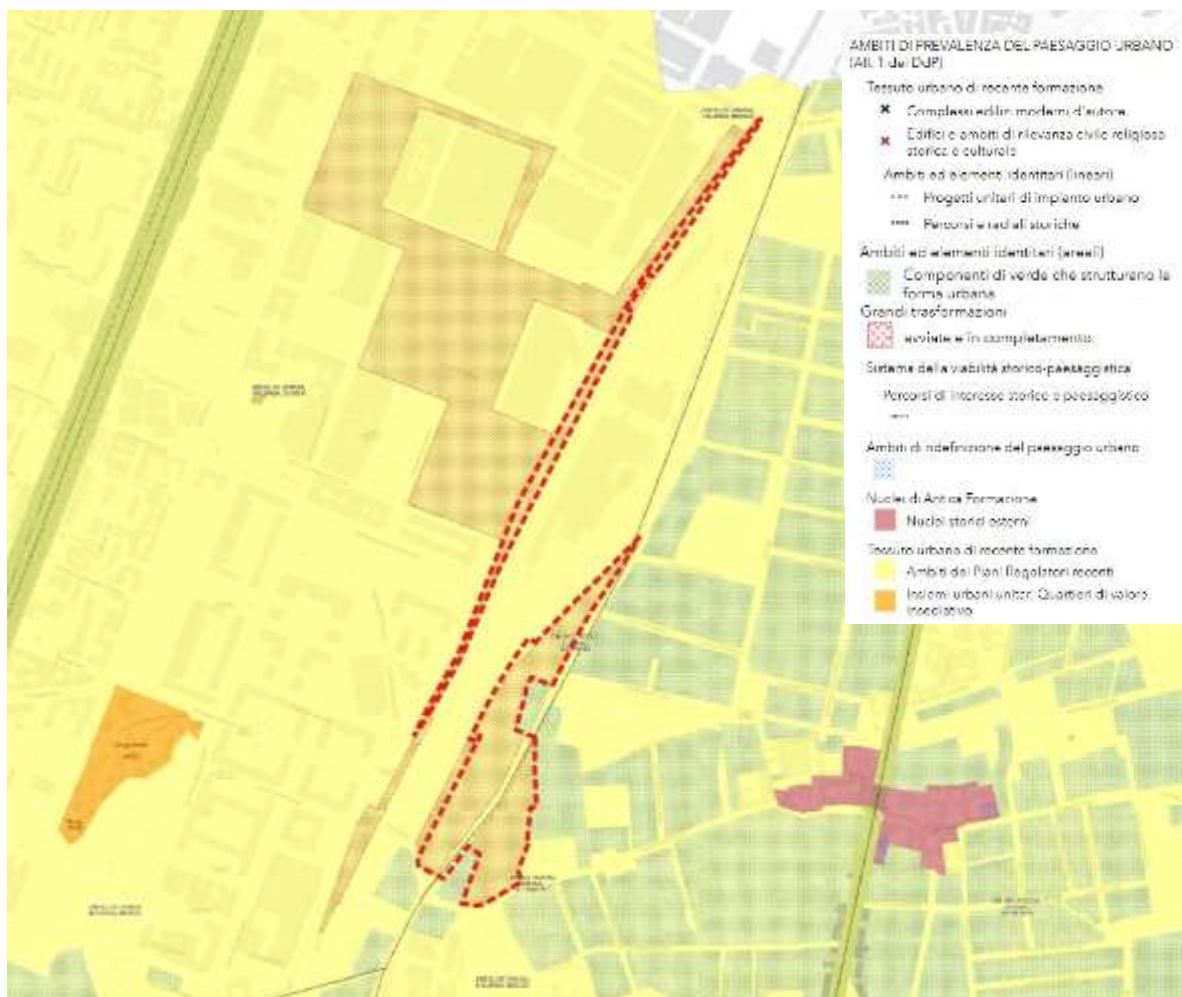 AMBITI DI PREVALENZA DEL PAESAGGIO URBANO
(All. 1 del DdP)
Tessuto urbano di recente formazione
Complessi edilizi moderni d'autore
Edifici e ambiti di rilevanza civile religiosa
storica e culturale
Ambiti ed elementi identitari (lineari)
Progetti unitari di impianto urbano
Percorsi e radiali storiche
Ambiti ed elementi identitari (areali)
Componenti di verde che strutturano la
forma urbana
Grandi trasformazioni
avviate e in completamento
Sistema della viabilità storico-paesaggistica
Percorsi di interesse storico e paesaggistico
Ambiti di ridefinizione del paesaggio urbano
Nuclei di Antica Formazione
Nuclei storici esterni
Tessuto urbano di recente formazione
Ambiti dei Piani Regolatori recenti
Insiemi urbani unitari: Quartieri di valore
insediativo